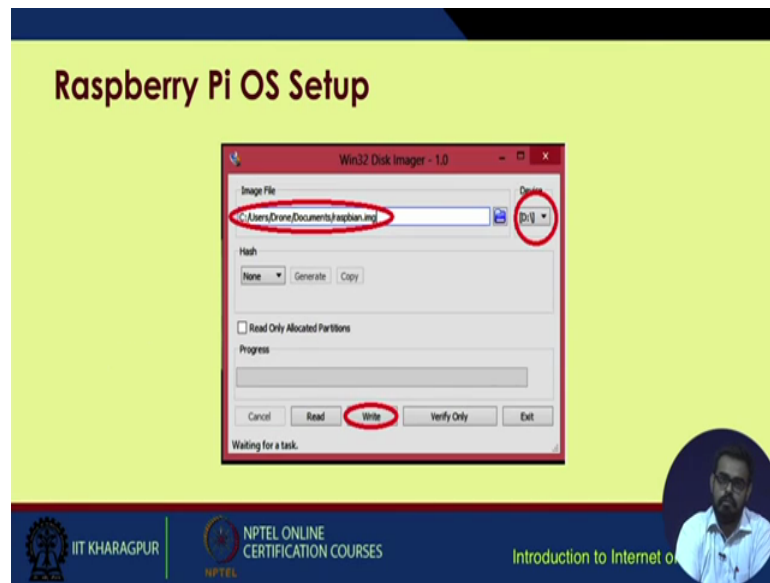 Raspberry Pi OS Setup
Win32 Disk Imager - 1.0
Image File
Device
C:/Users/Drone/Documents/raspbian.img
[D:\]
Hash
None
Generate
Copy
Read Only Allocated Partitions
Progress
Cancel
Read
Write
Verify Only
Exit
Waiting for a task.
IIT KHARAGPUR
NPTEL
NPTEL ONLINE
CERTIFICATION COURSES
Introduction to Internet o